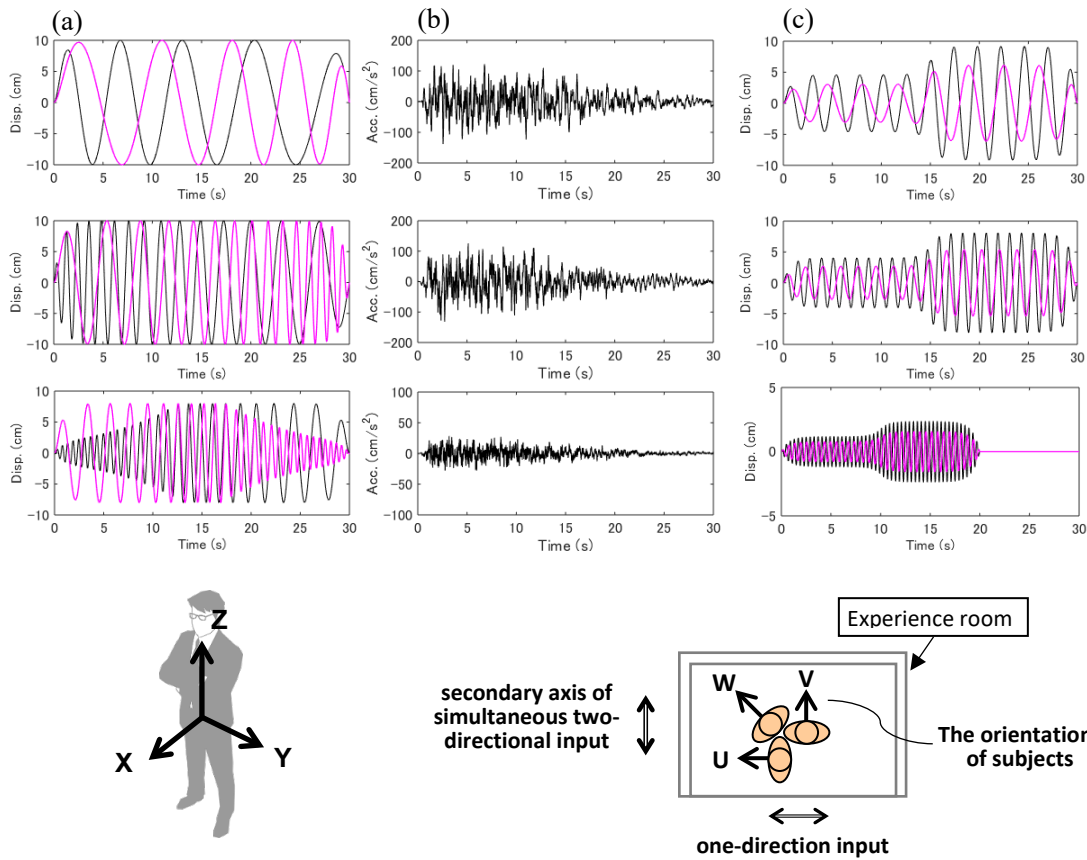 (a)
(b)
(c)
10
5
0
−5
−10
Disp. (cm)
0 5 10 15 20 25 30
Time (s)
200
100
0
−100
−200
Acc. (cm/s²)
0 5 10 15 20 25 30
Time (s)
10
5
0
−5
−10
Disp. (cm)
0 5 10 15 20 25 30
Time (s)
10
5
0
−5
−10
Disp. (cm)
0 5 10 15 20 25 30
Time (s)
200
100
0
−100
−200
Acc. (cm/s²)
0 5 10 15 20 25 30
Time (s)
10
5
0
−5
−10
Disp. (cm)
0 5 10 15 20 25 30
Time (s)
10
5
0
−5
−10
Disp. (cm)
0 5 10 15 20 25 30
Time (s)
100
50
0
−50
−100
Acc. (cm/s²)
0 5 10 15 20 25 30
Time (s)
5
0
−5
Disp. (cm)
0 5 10 15 20 25 30
Time (s)
Z
X
Y
Experience room
secondary axis of
simultaneous two-
directional input
W
V
U
The orientation
of subjects
one-direction input